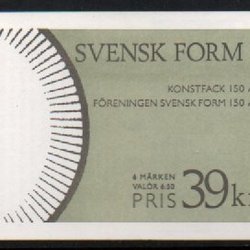 SVENSK FORM
KONSTFACK 150
FÖRENINGEN SVENSK FORM 150
6 MÄRKEN
VALÖR 6.50
PRIS 39 k